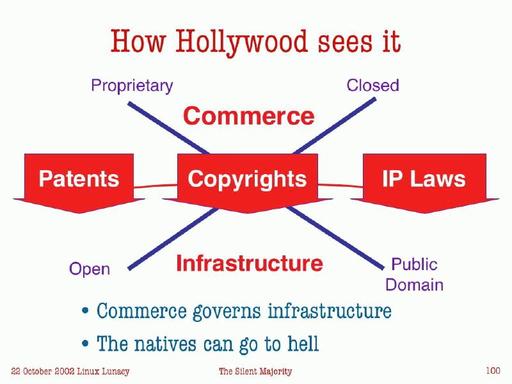 How Hollywood sees it
Proprietary
Closed
Commerce
Patents
Copyrights
IP Laws
Open
Infrastructure
Public
Domain
• Commerce governs infrastructure
• The natives can go to hell
22 October 2002 Linux Lunacy
The Silent Majority
100